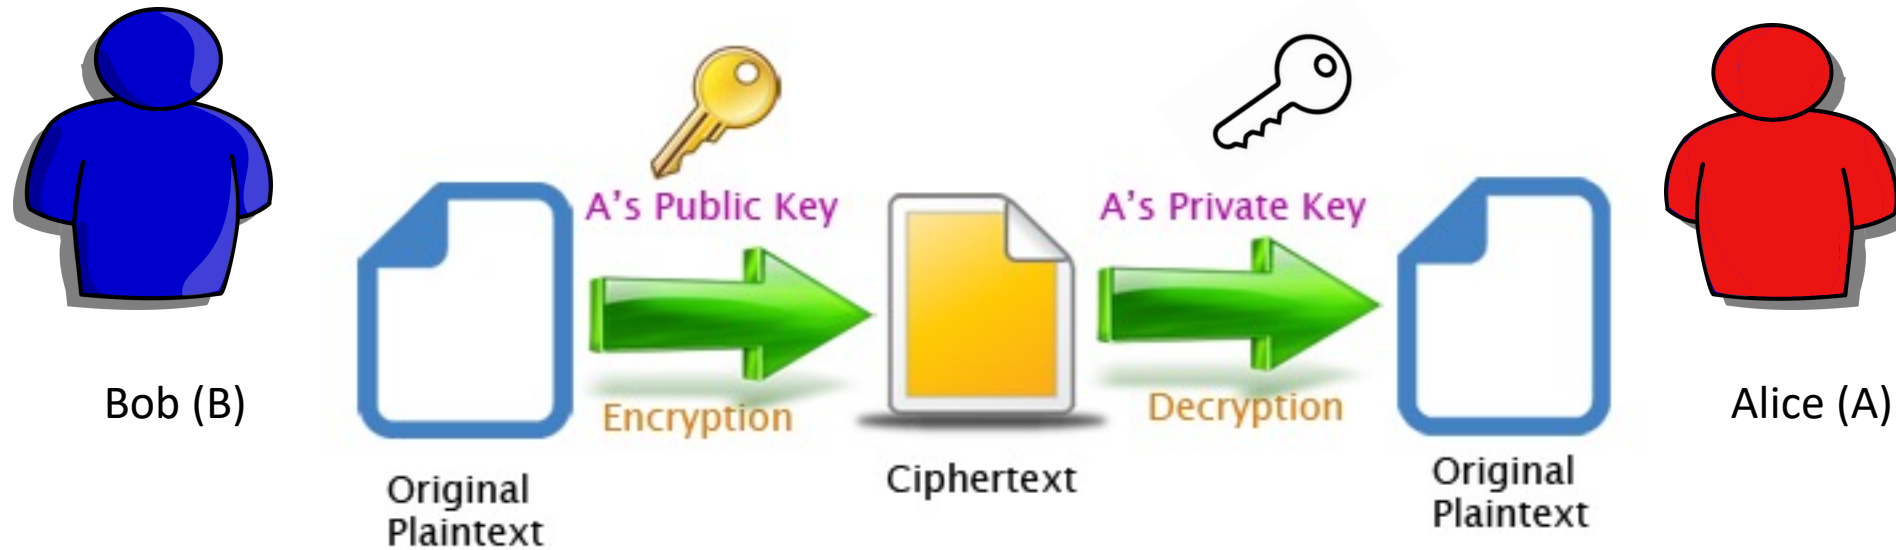 A's Public Key
A's Private Key
Bob (B)
Encryption
Decryption
Alice (A)
Original
Plaintext
Ciphertext
Original
Plaintext